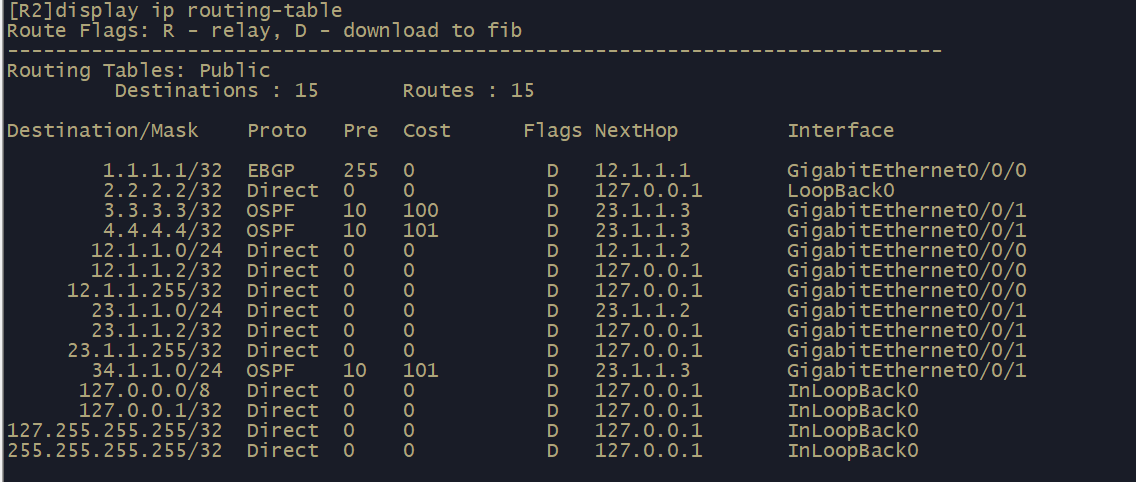 [R2]display ip routing-table
Route Flags: R - relay, D - download to fib
------------------------------------------------------------------------------
Routing Tables: Public
         Destinations : 15       Routes : 15

Destination/Mask    Proto   Pre  Cost      Flags NextHop         Interface

        1.1.1.1/32  EBGP    255  0           D   12.1.1.1        GigabitEthernet0/0/0
        2.2.2.2/32  Direct  0    0           D   127.0.0.1       LoopBack0
        3.3.3.3/32  OSPF    10   100         D   23.1.1.3        GigabitEthernet0/0/1
        4.4.4.4/32  OSPF    10   101         D   23.1.1.3        GigabitEthernet0/0/1
       12.1.1.0/24  Direct  0    0           D   12.1.1.2        GigabitEthernet0/0/0
       12.1.1.2/32  Direct  0    0           D   127.0.0.1       GigabitEthernet0/0/0
     12.1.1.255/32  Direct  0    0           D   127.0.0.1       GigabitEthernet0/0/0
       23.1.1.0/24  Direct  0    0           D   23.1.1.2        GigabitEthernet0/0/1
       23.1.1.2/32  Direct  0    0           D   127.0.0.1       GigabitEthernet0/0/1
     23.1.1.255/32  Direct  0    0           D   127.0.0.1       GigabitEthernet0/0/1
       34.1.1.0/24  OSPF    10   101         D   23.1.1.3        GigabitEthernet0/0/1
      127.0.0.0/8   Direct  0    0           D   127.0.0.1       InLoopBack0
      127.0.0.1/32  Direct  0    0           D   127.0.0.1       InLoopBack0
127.255.255.255/32  Direct  0    0           D   127.0.0.1       InLoopBack0
255.255.255.255/32  Direct  0    0           D   127.0.0.1       InLoopBack0